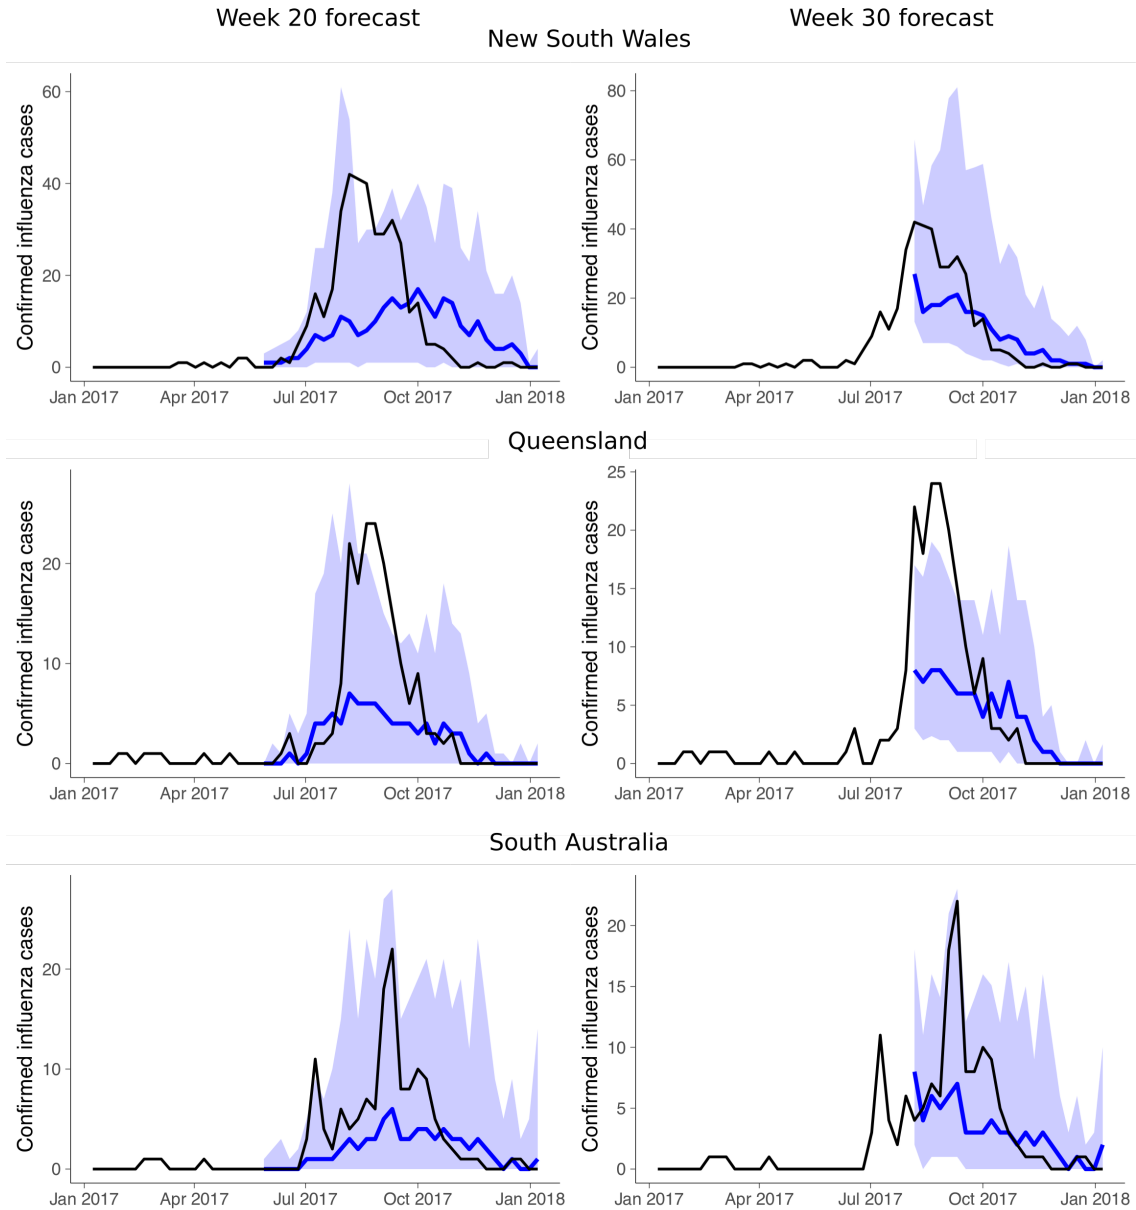 Week 20 forecast
Week 30 forecast
New South Wales
Confirmed influenza cases
60
40
20
0
Jan 2017 Apr 2017 Jul 2017 Oct 2017 Jan 2018
Confirmed influenza cases
80
60
40
20
0
Jan 2017 Apr 2017 Jul 2017 Oct 2017 Jan 2018
Queensland
Confirmed influenza cases
20
10
0
Jan 2017 Apr 2017 Jul 2017 Oct 2017 Jan 2018
Confirmed influenza cases
25
20
15
10
5
0
Jan 2017 Apr 2017 Jul 2017 Oct 2017 Jan 2018
South Australia
Confirmed influenza cases
20
10
0
Jan 2017 Apr 2017 Jul 2017 Oct 2017 Jan 2018
Confirmed influenza cases
20
15
10
5
0
Jan 2017 Apr 2017 Jul 2017 Oct 2017 Jan 2018